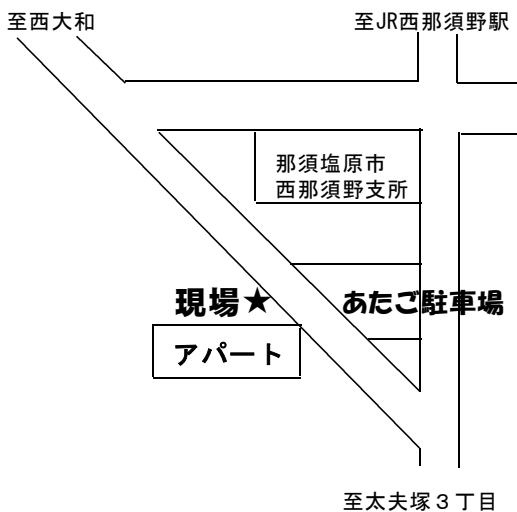 至西大和
至JR西那須野駅
那須塩原市
西那須野支所
現場★
あたご駐車場
アパート
至太夫塚３丁目